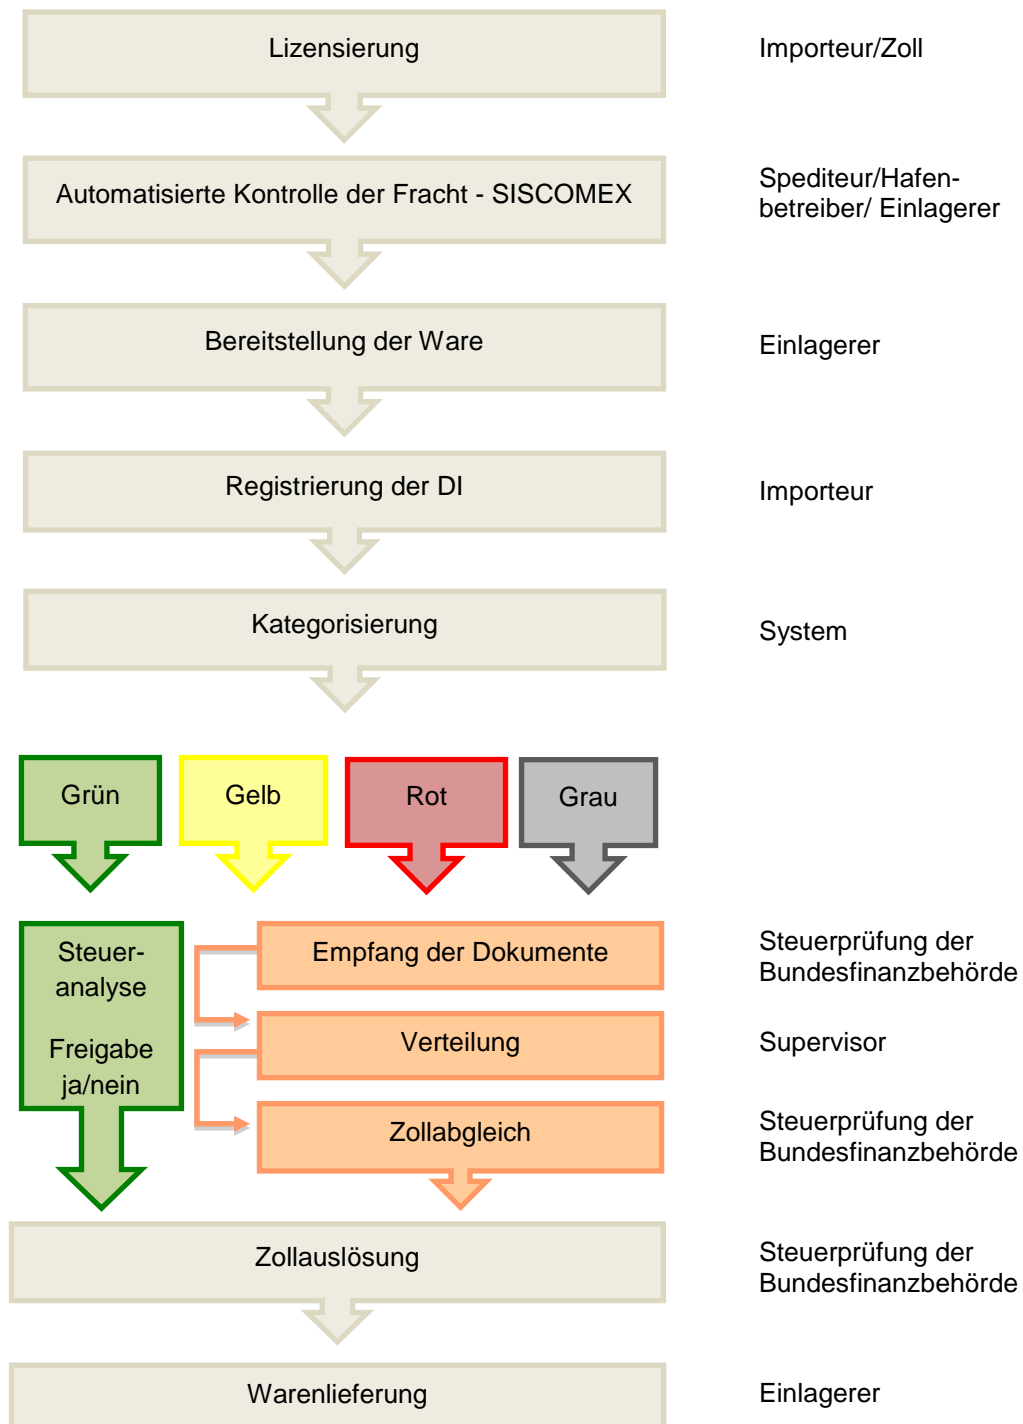 Lizensierung
Importeur/Zoll
Automatisierte Kontrolle der Fracht - SISCOMEX
Spediteur/Hafen-
betreiber/ Einlagerer
Bereitstellung der Ware
Einlagerer
Registrierung der DI
Importeur
Kategorisierung
System
Grün
Gelb
Rot
Grau
Steuer-
analyse
Freigabe
ja/nein
Empfang der Dokumente
Steuerprüfung der
Bundesfinanzbehörde
Verteilung
Supervisor
Zollabgleich
Steuerprüfung der
Bundesfinanzbehörde
Zollauslösung
Steuerprüfung der
Bundesfinanzbehörde
Warenlieferung
Einlagerer